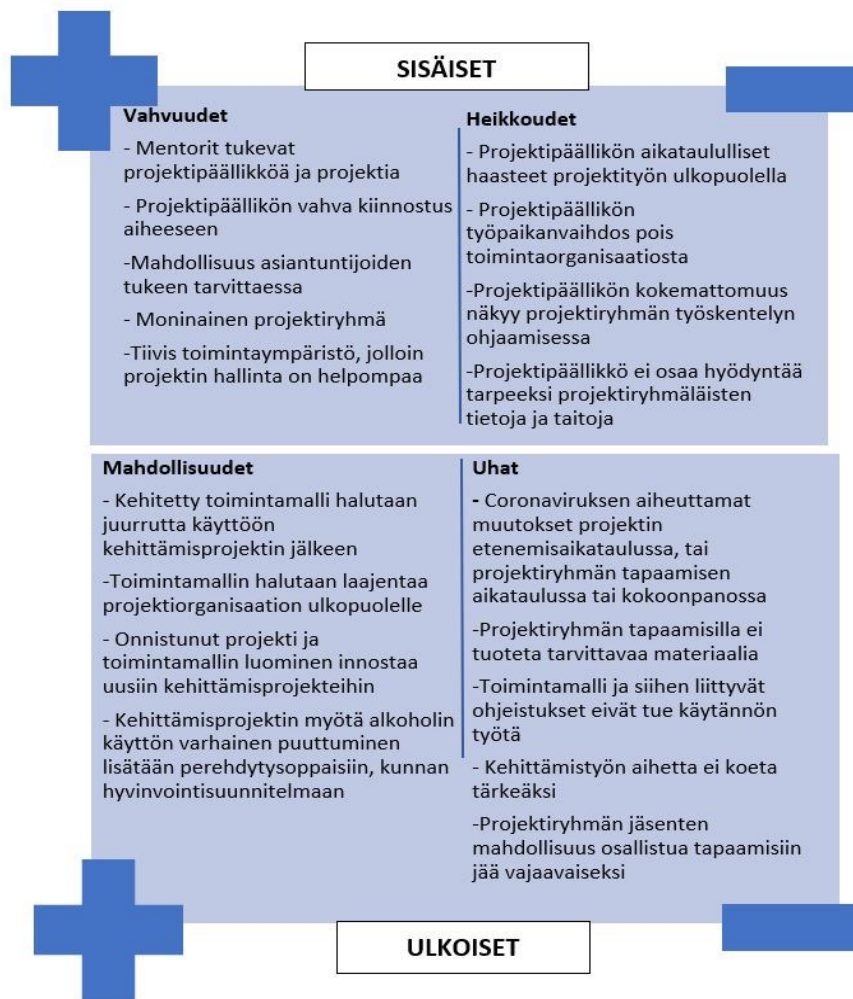 SISÄISET
Vahvuudet
- Mentorit tukevat
projektipäällikköä ja projektia
- Projektipäällikön vahva kiinnostus
aiheeseen
-Mahdollisuus asiantuntijoiden
tukeen tarvittaessa
- Moninainen projektiryhmä
-Tiivis toimintaympäristö, jolloin
projektin hallinta on helpompaa
Heikkoudet
- Projektipäällikön aikataululliset
haasteet projektityön ulkopuolella
- Projektipäällikön
työpaikanvaihdos pois
toimintaorganisaatiosta
-Projektipäällikön kokemattomuus
näkyy projektiryhmän työskentelyn
ohjaamisessa
-Projektipäällikkö ei osaa hyödyntää
tarpeeksi projektiryhmäläisten
tietoja ja taitoja
Mahdollisuudet
- Kehitetty toimintamalli halutaan
juurrutta käyttöön
kehittämisprojektin jälkeen
-Toimintamallin halutaan laajentaa
projektiorganisaation ulkopuolelle
- Onnistunut projekti ja
toimintamallin luominen innostaa
uusiin kehittämisprojekteihin
- Kehittämisprojektin myötä alkoholin
käyttön varhainen puuttuminen
lisätään perehdytysoppaisiin, kunnan
hyvinvointisuunnitelmaan
Uhat
- Coronaviruksen aiheuttamat
muutokset projektin
etenemisaikataulussa, tai
projektiryhmän tapaamisen
aikataulussa tai kokoonpanossa
-Projektiryhmän tapaamisilla ei
tuoteta tarvittavaa materiaalia
-Toimintamalli ja siihen liittyvät
ohjeistukset eivät tue käytännön
työtä
- Kehittämistyön aihetta ei koeta
tärkeäksi
-Projektiryhmän jäsenten
mahdollisuus osallistua tapaamisiin
jää vajaavaiseksi
ULKOISET